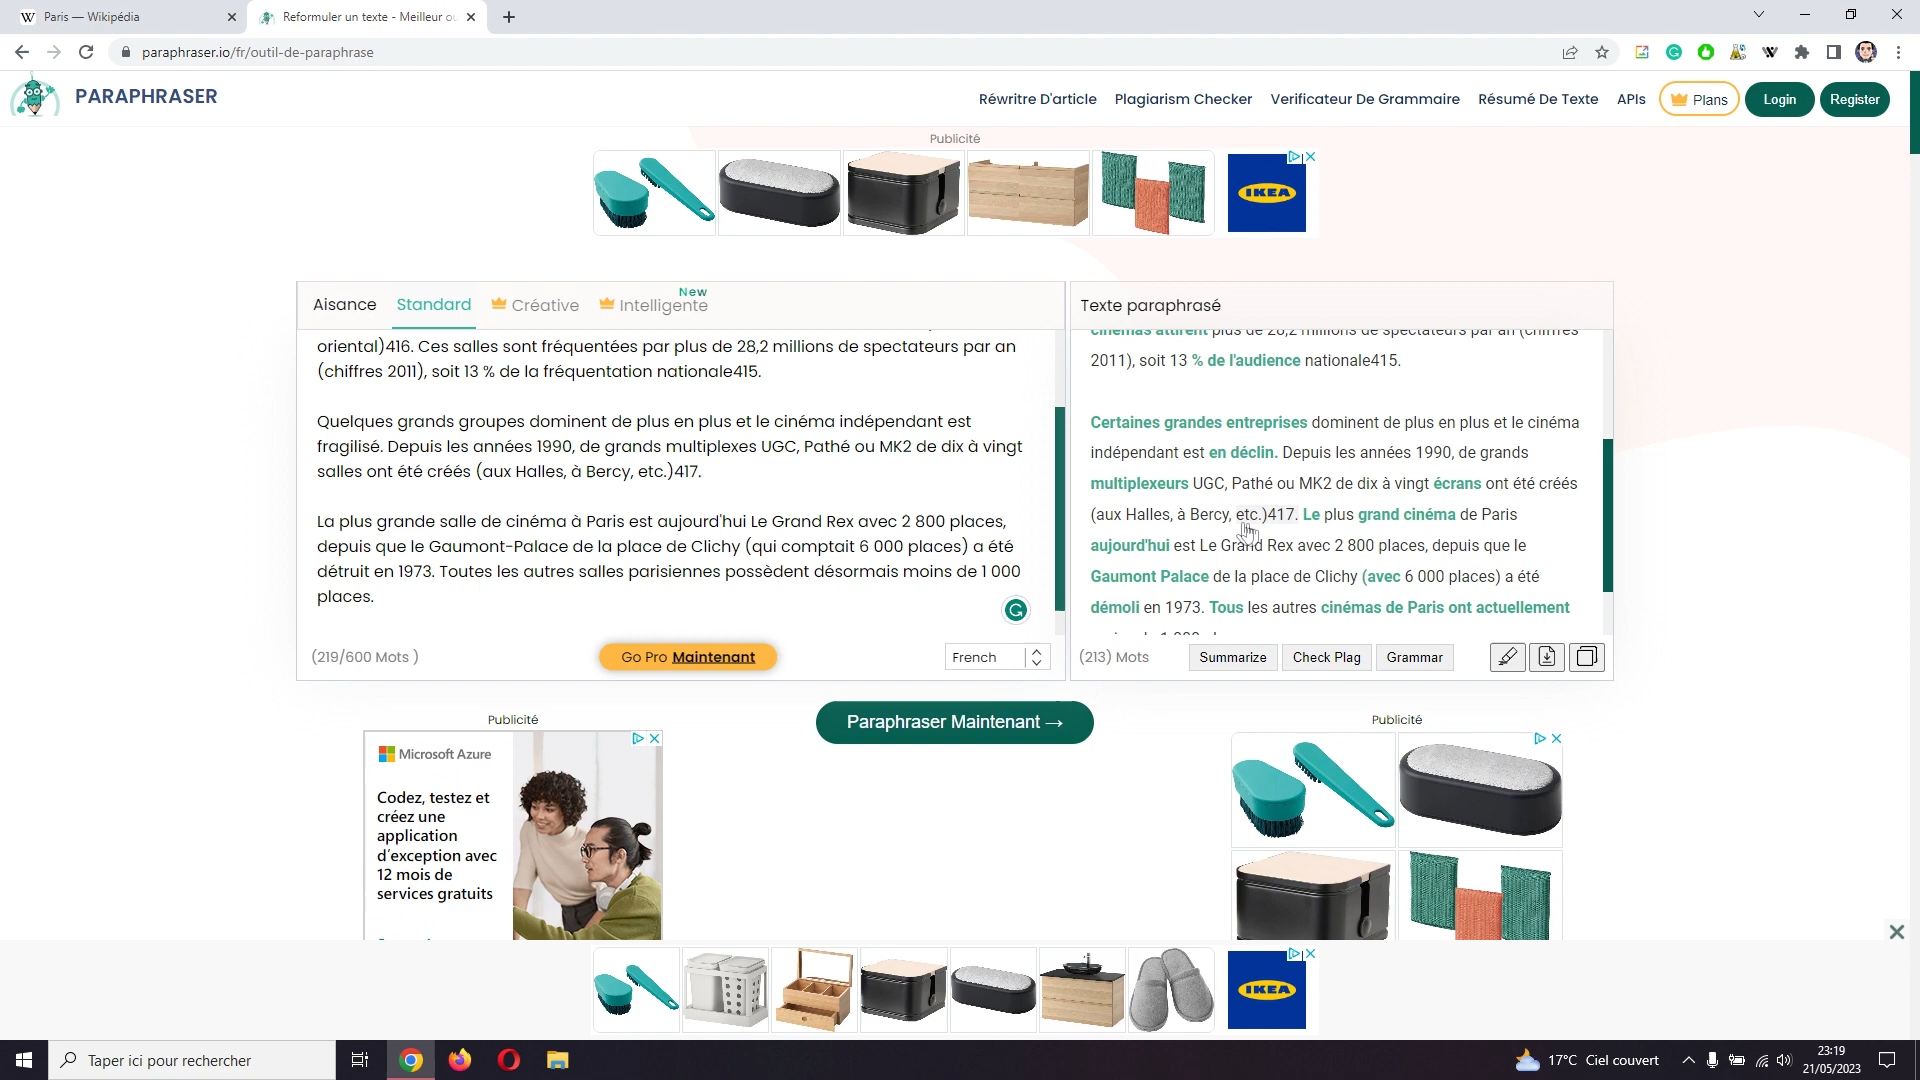 Paris — Wikipédia
Reformuler un texte - Meilleur ou
paraphraser.io/fr/outil-de-paraphrase
PARAPHRASER
Réwritre D'article Plagiarism Checker Verificateur De Grammaire Résumé De Texte APIs Plans Login Register
Publicité
IKEA
Aisance Standard Créative Intelligente New
oriental)416. Ces salles sont fréquentées par plus de 28,2 millions de spectateurs par an
(chiffres 2011), soit 13 % de la fréquentation nationale415.
Quelques grands groupes dominent de plus en plus et le cinéma indépendant est
fragilisé. Depuis les années 1990, de grands multiplexes UGC, Pathé ou MK2 de dix à vingt
salles ont été créés (aux Halles, à Bercy, etc.)417.
La plus grande salle de cinéma à Paris est aujourd'hui Le Grand Rex avec 2 800 places,
depuis que le Gaumont-Palace de la place de Clichy (qui comptait 6 000 places) a été
détruit en 1973. Toutes les autres salles parisiennes possèdent désormais moins de 1 000
places.
(219/600 Mots )
Go Pro Maintenant
French
Texte paraphrasé
cinémas attirent plus de 28,2 millions de spectateurs par an (chiffres
2011), soit 13 % de l'audience nationale415.
Certaines grandes entreprises dominent de plus en plus et le cinéma
indépendant est en déclin. Depuis les années 1990, de grands
multiplexeurs UGC, Pathé ou MK2 de dix à vingt écrans ont été créés
(aux Halles, à Bercy, etc.)417. Le plus grand cinéma de Paris
aujourd'hui est Le Grand Rex avec 2 800 places, depuis que le
Gaumont Palace de la place de Clichy (avec 6 000 places) a été
démoli en 1973. Tous les autres cinémas de Paris ont actuellement
(213) Mots
Summarize Check Plag Grammar
Paraphraser Maintenant →
Publicité
Microsoft Azure
Codez, testez et
créez une
application
d'exception avec
12 mois de
services gratuits
Publicité
IKEA
Taper ici pour rechercher
17°C Ciel couvert
23:19
21/05/2023